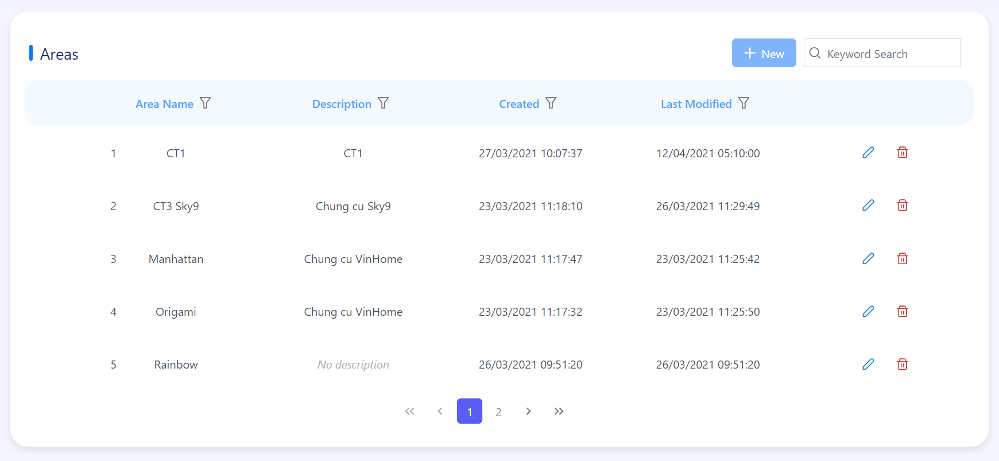 Areas
New
Keyword Search
Area Name Description Created Last Modified
1 CT1 CT1 27/03/2021 10:07:37 12/04/2021 05:10:00
2 CT3 Sky9 Chung cu Sky9 23/03/2021 11:18:10 26/03/2021 11:29:49
3 Manhattan Chung cu VinHome 23/03/2021 11:17:47 23/03/2021 11:25:42
4 Origami Chung cu VinHome 23/03/2021 11:17:32 23/03/2021 11:25:50
5 Rainbow No description 26/03/2021 09:51:20 26/03/2021 09:51:20
1 2